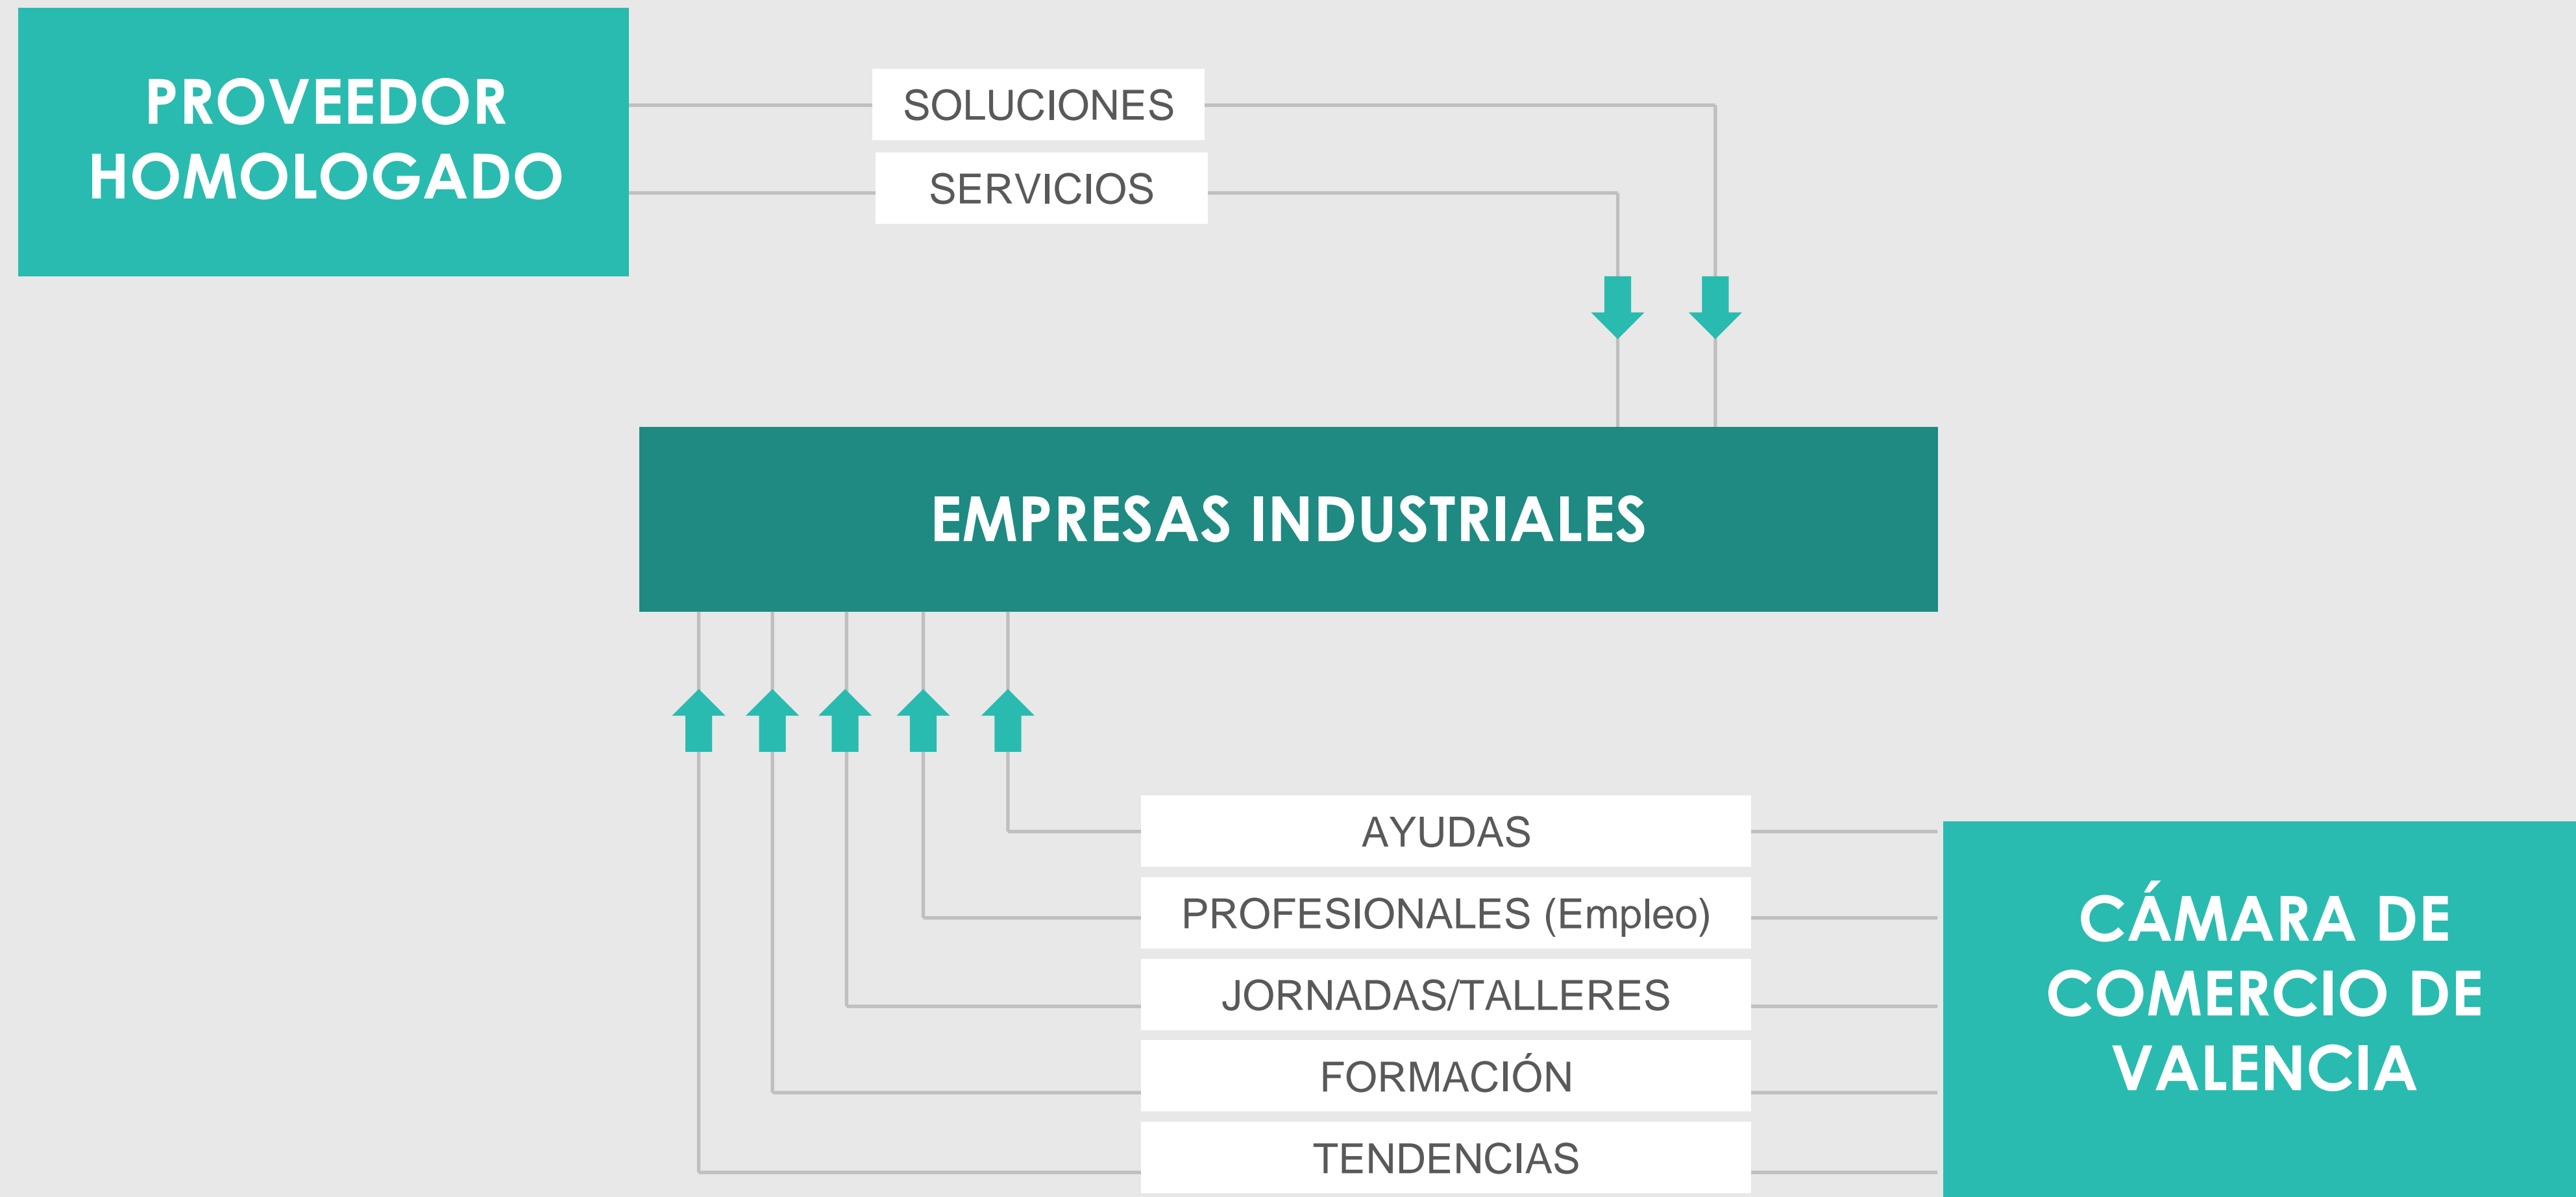 PROVEEDOR
HOMOLOGADO
SOLUCIONES
SERVICIOS
EMPRESAS INDUSTRIALES
AYUDAS
PROFESIONALES (Empleo)
JORNADAS/TALLERES
FORMACIÓN
TENDENCIAS
CÁMARA DE
COMERCIO DE
VALENCIA